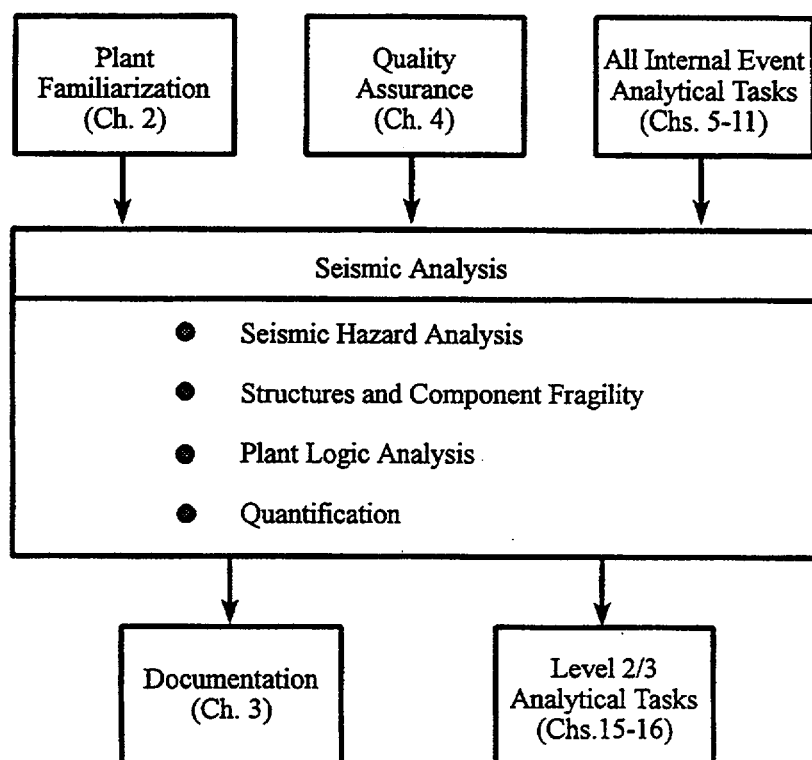 Plant
Familiarization
(Ch. 2)
Quality
Assurance
(Ch. 4)
All Internal Event
Analytical Tasks
(Chs. 5-11)
Seismic Analysis
Seismic Hazard Analysis
Structures and Component Fragility
Plant Logic Analysis
Quantification
Documentation
(Ch. 3)
Level 2/3
Analytical Tasks
(Chs.15-16)